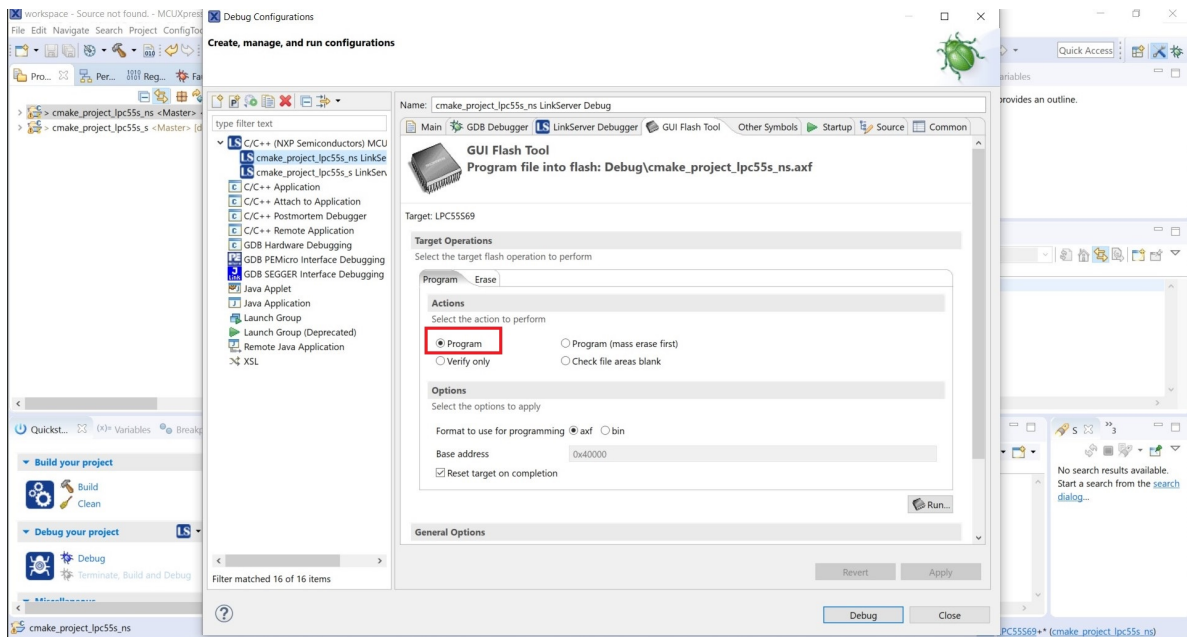 workspace - Source not found. - MCUXpres
File Edit Navigate Search Project ConfigToo
Quick Access
Pro... Per... Reg... Fau
ariables
provides an outline.
> cmake_project_lpc55s_ns <Master>
> cmake_project_lpc55s_s <Master> [d
Debug Configurations
Create, manage, and run configurations
type filter text
C/C++ (NXP Semiconductors) MCU
cmake_project_lpc55s_ns LinkSe
cmake_project_lpc55s_s LinkServ
C/C++ Application
C/C++ Attach to Application
C/C++ Postmortem Debugger
C/C++ Remote Application
GDB Hardware Debugging
GDB PEMicro Interface Debugging
GDB SEGGER Interface Debugging
Java Applet
Java Application
Launch Group
Launch Group (Deprecated)
Remote Java Application
XSL
Filter matched 16 of 16 items
Name: cmake_project_lpc55s_ns LinkServer Debug
Main GDB Debugger LinkServer Debugger GUI Flash Tool Other Symbols Startup Source Common
GUI Flash Tool
Program file into flash: Debug\cmake_project_lpc55s_ns.axf
Target: LPC55S69
Target Operations
Select the target flash operation to perform
Program Erase
Actions
Select the action to perform
Program Program (mass erase first)
Verify only Check file areas blank
Options
Select the options to apply
Format to use for programming axf bin
Base address 0x40000
Reset target on completion
Run...
General Options
Revert Apply
Debug Close
Quickst... (x)= Variables Breakp
Build your project
Build
Clean
Debug your project
Debug
Terminate, Build and Debug
cmake_project_lpc55s_ns
S 3
No search results available.
Start a search from the search
dialog...
PC55S69+* (cmake_project_lpc55s_ns)